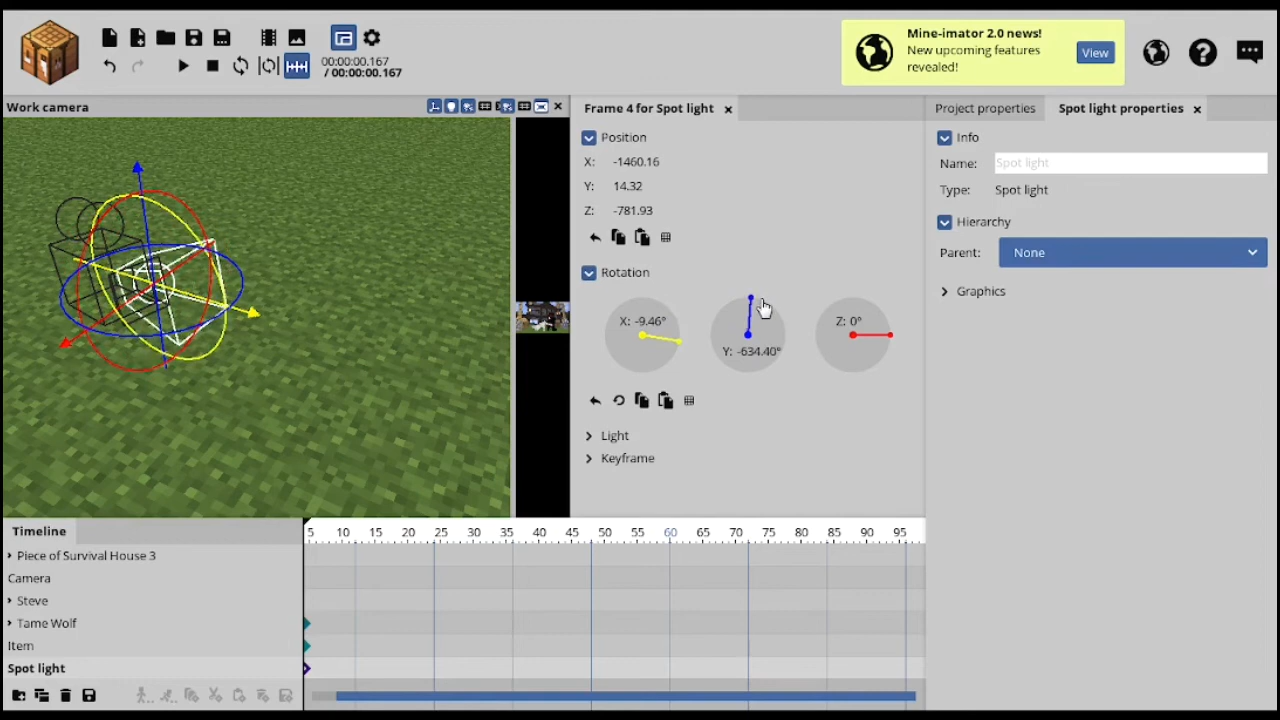 Mine-imator 2.0 news!
New upcoming features
revealed!
View
00:00:00.167
/ 00:00:00.167
Work camera
Frame 4 for Spot light
Project properties
Spot light properties
Position
X: -1460.16
Y: 14.32
Z: -781.93
Rotation
X: -9.46°
Y: -634.40°
Z: 0°
Light
Keyframe
Info
Name: Spot light
Type: Spot light
Hierarchy
Parent: None
Graphics
Timeline
5 10 15 20 25 30 35 40 45 50 55 60 65 70 75 80 85 90 95
Piece of Survival House 3
Camera
Steve
Tame Wolf
Item
Spot light